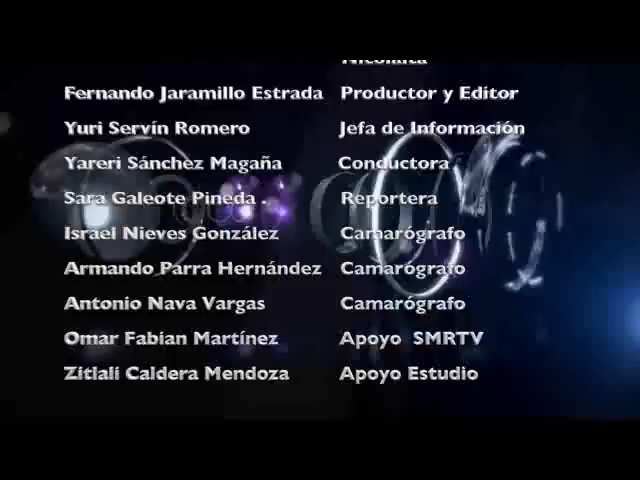 Fernando Jaramillo Estrada Productor y Editor
Yuri Servín Romero Jefa de Información
Yareri Sánchez Magaña Conductora
Sara Galeote Pineda . Reportera
Israel Nieves González Camarógrafo
Armando Parra Hernández Camarógrafo
Antonio Nava Vargas Camarógrafo
Omar Fabian Martínez Apoyo SMRTV
Zitlalí Caldera Mendoza Apoyo Estudio